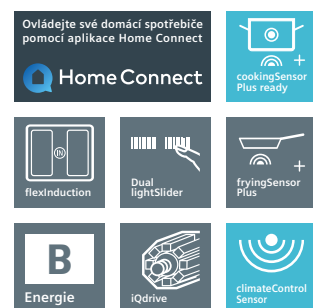 Ovládejte své domácí spotřebiče
pomocí aplikace Home Connect
Home Connect
cookingSensor
Plus ready
IN
flexInduction
Dual
lightSlider
fryingSensor
Plus
B
Energie
iQdrive
climateControl
Sensor